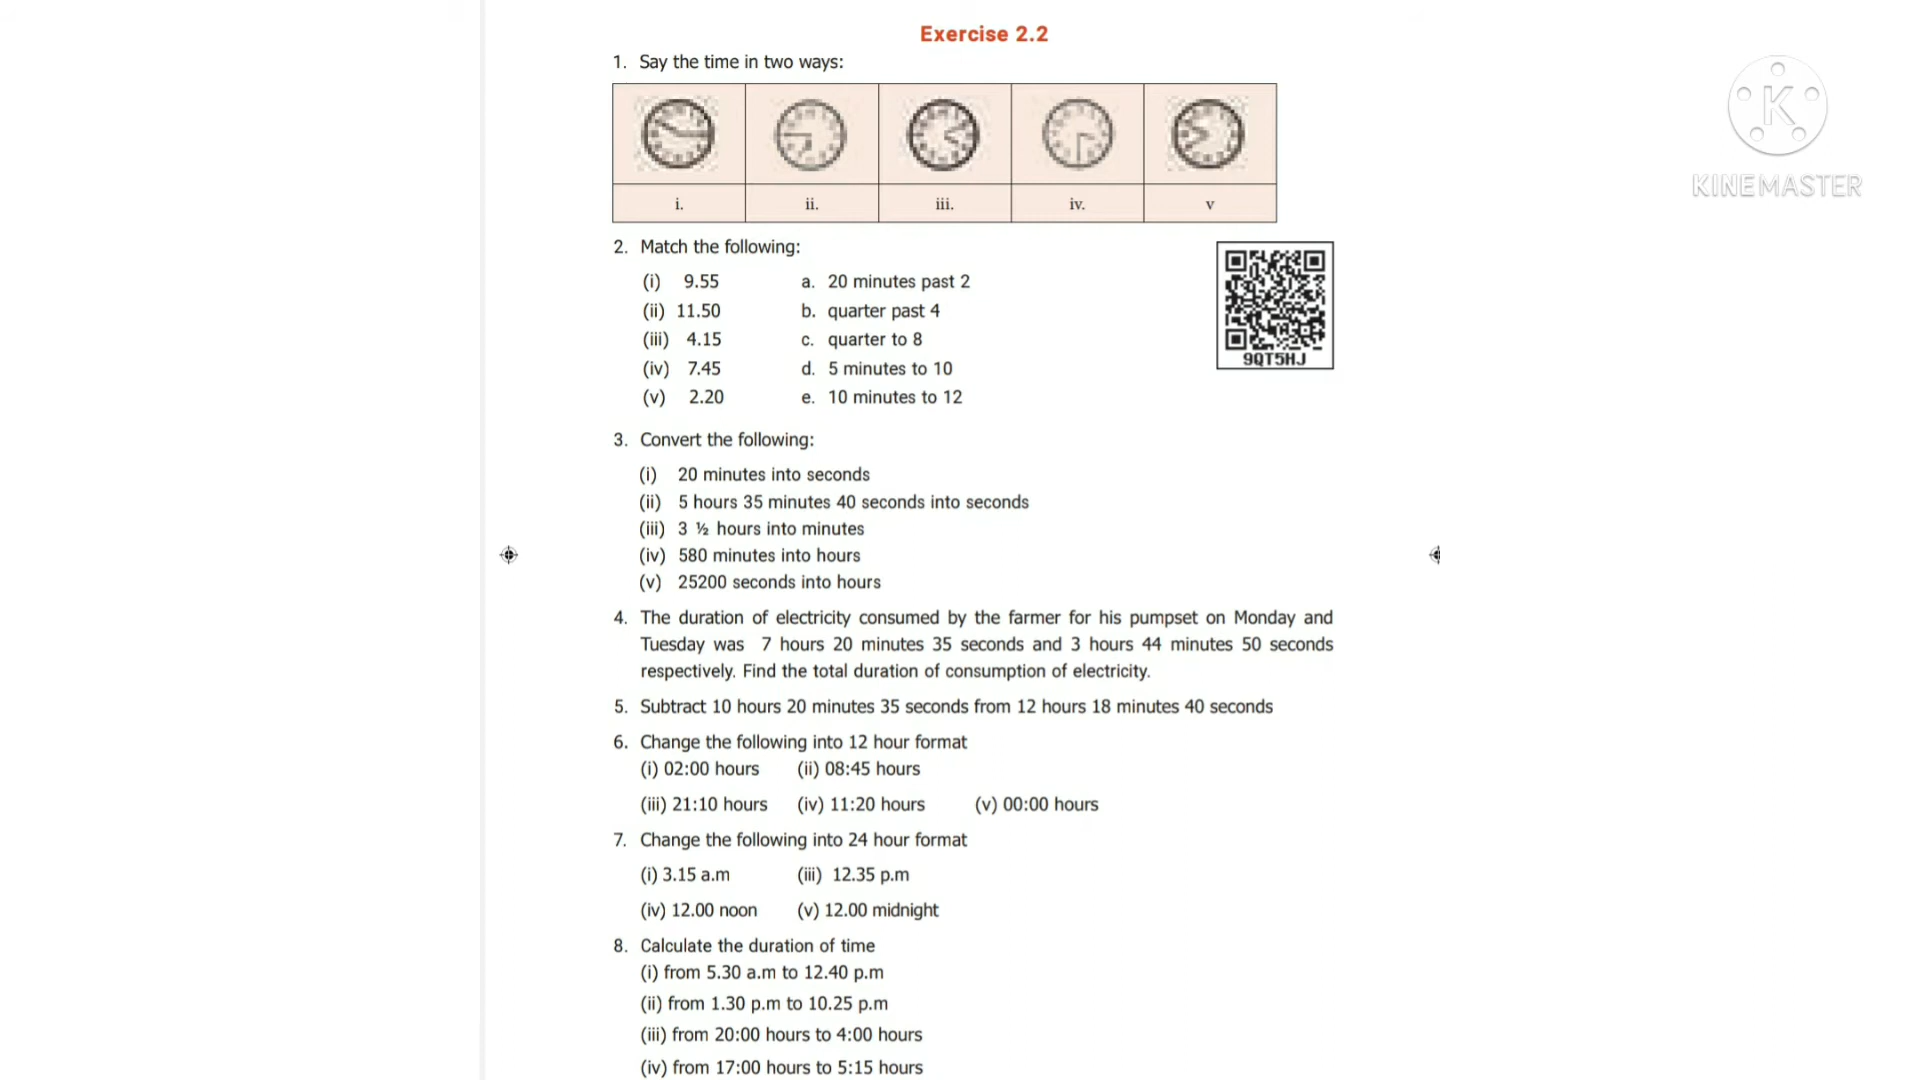 Exercise 2.2
1. Say the time in two ways:
i. ii. iii. iv. v
2. Match the following:
(i) 9.55 a. 20 minutes past 2
(ii) 11.50 b. quarter past 4
(iii) 4.15 c. quarter to 8
(iv) 7.45 d. 5 minutes to 10
(v) 2.20 e. 10 minutes to 12
9QT5HJ
3. Convert the following:
(i) 20 minutes into seconds
(ii) 5 hours 35 minutes 40 seconds into seconds
(iii) 3 ½ hours into minutes
(iv) 580 minutes into hours
(v) 25200 seconds into hours
4. The duration of electricity consumed by the farmer for his pumpset on Monday and
Tuesday was 7 hours 20 minutes 35 seconds and 3 hours 44 minutes 50 seconds
respectively. Find the total duration of consumption of electricity.
5. Subtract 10 hours 20 minutes 35 seconds from 12 hours 18 minutes 40 seconds
6. Change the following into 12 hour format
(i) 02:00 hours (ii) 08:45 hours
(iii) 21:10 hours (iv) 11:20 hours (v) 00:00 hours
7. Change the following into 24 hour format
(i) 3.15 a.m (iii) 12.35 p.m
(iv) 12.00 noon (v) 12.00 midnight
8. Calculate the duration of time
(i) from 5.30 a.m to 12.40 p.m
(ii) from 1.30 p.m to 10.25 p.m
(iii) from 20:00 hours to 4:00 hours
(iv) from 17:00 hours to 5:15 hours
K
KINEMASTER